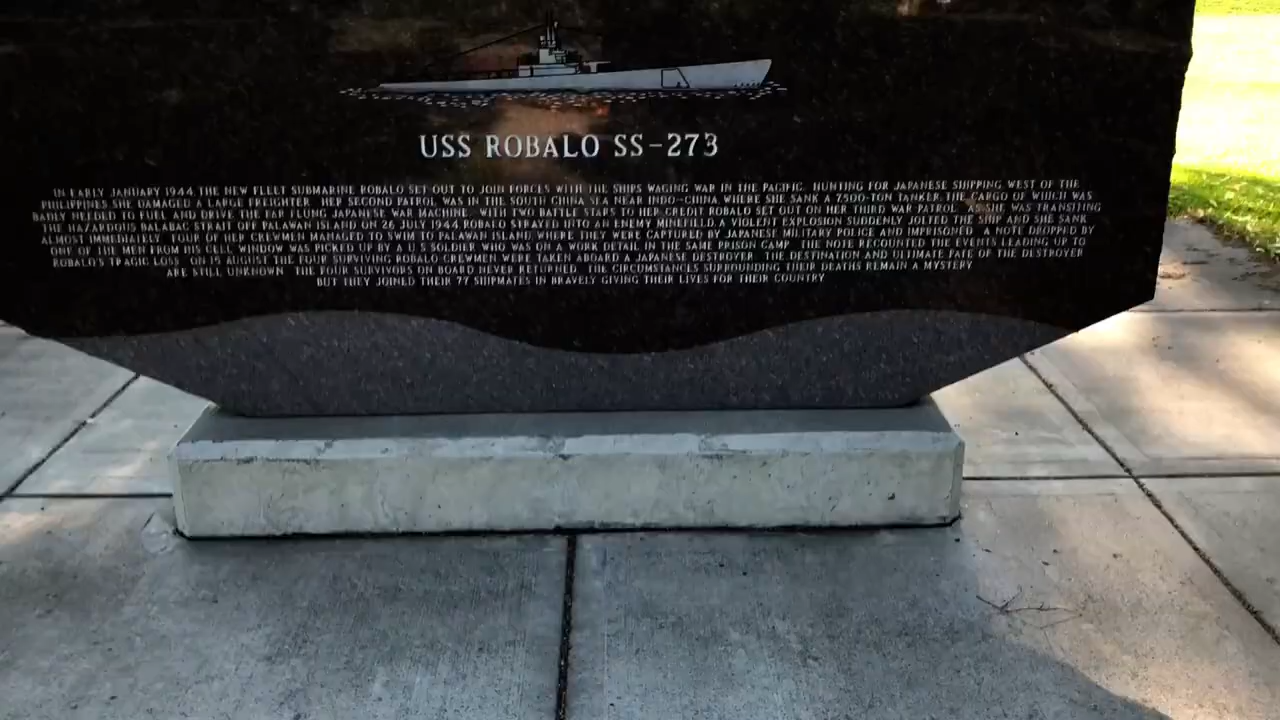 USS ROBALO SS-273
IN EARLY JANUARY 1944 THE NEW FLEET SUBMARINE ROBALO SET OUT TO JOIN FORCES WITH THE SHIPS WAGING WAR IN THE PACIFIC. HUNTING FOR JAPANESE SHIPPING WEST OF THE
PHILIPPINES SHE DAMAGED A LARGE FREIGHTER. HER SECOND PATROL WAS IN THE SOUTH CHINA SEA NEAR INDO-CHINA WHERE SHE SANK A 7,500-TON TANKER, THE CARGO OF WHICH WAS
BADLY NEEDED TO FUEL AND DRIVE THE FAR FLUNG JAPANESE WAR MACHINE. WITH TWO BATTLE STARS TO HER CREDIT ROBALO SET OUT ON HER THIRD WAR PATROL. AS SHE WAS TRANSITING
THE HAZARDOUS BALABAC STRAIT OFF PALAWAN ISLAND ON 26 JULY 1944 ROBALO STRAYED INTO AN ENEMY MINEFIELD. A VIOLENT EXPLOSION SUDDENLY JOLTED THE SHIP AND SHE SANK
ALMOST IMMEDIATELY. FOUR OF HER CREWMEN MANAGED TO SWIM TO PALAWAN ISLAND WHERE THEY WERE CAPTURED BY JAPANESE MILITARY POLICE AND IMPRISONED. A NOTE DROPPED BY
ONE OF THE MEN FROM HIS CELL WINDOW WAS PICKED UP BY A U S SOLDIER WHO WAS ON A WORK DETAIL IN THE SAME PRISON CAMP. THE NOTE RECOUNTED THE EVENTS LEADING UP TO
ROBALO'S TRAGIC LOSS. ON 15 AUGUST THE FOUR SURVIVING ROBALO CREWMEN WERE TAKEN ABOARD A JAPANESE DESTROYER. THE DESTINATION AND ULTIMATE FATE OF THE DESTROYER
ARE STILL UNKNOWN. THE FOUR SURVIVORS ON BOARD NEVER RETURNED. THE CIRCUMSTANCES SURROUNDING THEIR DEATHS REMAIN A MYSTERY
BUT THEY JOINED THEIR 77 SHIPMATES IN BRAVELY GIVING THEIR LIVES FOR THEIR COUNTRY